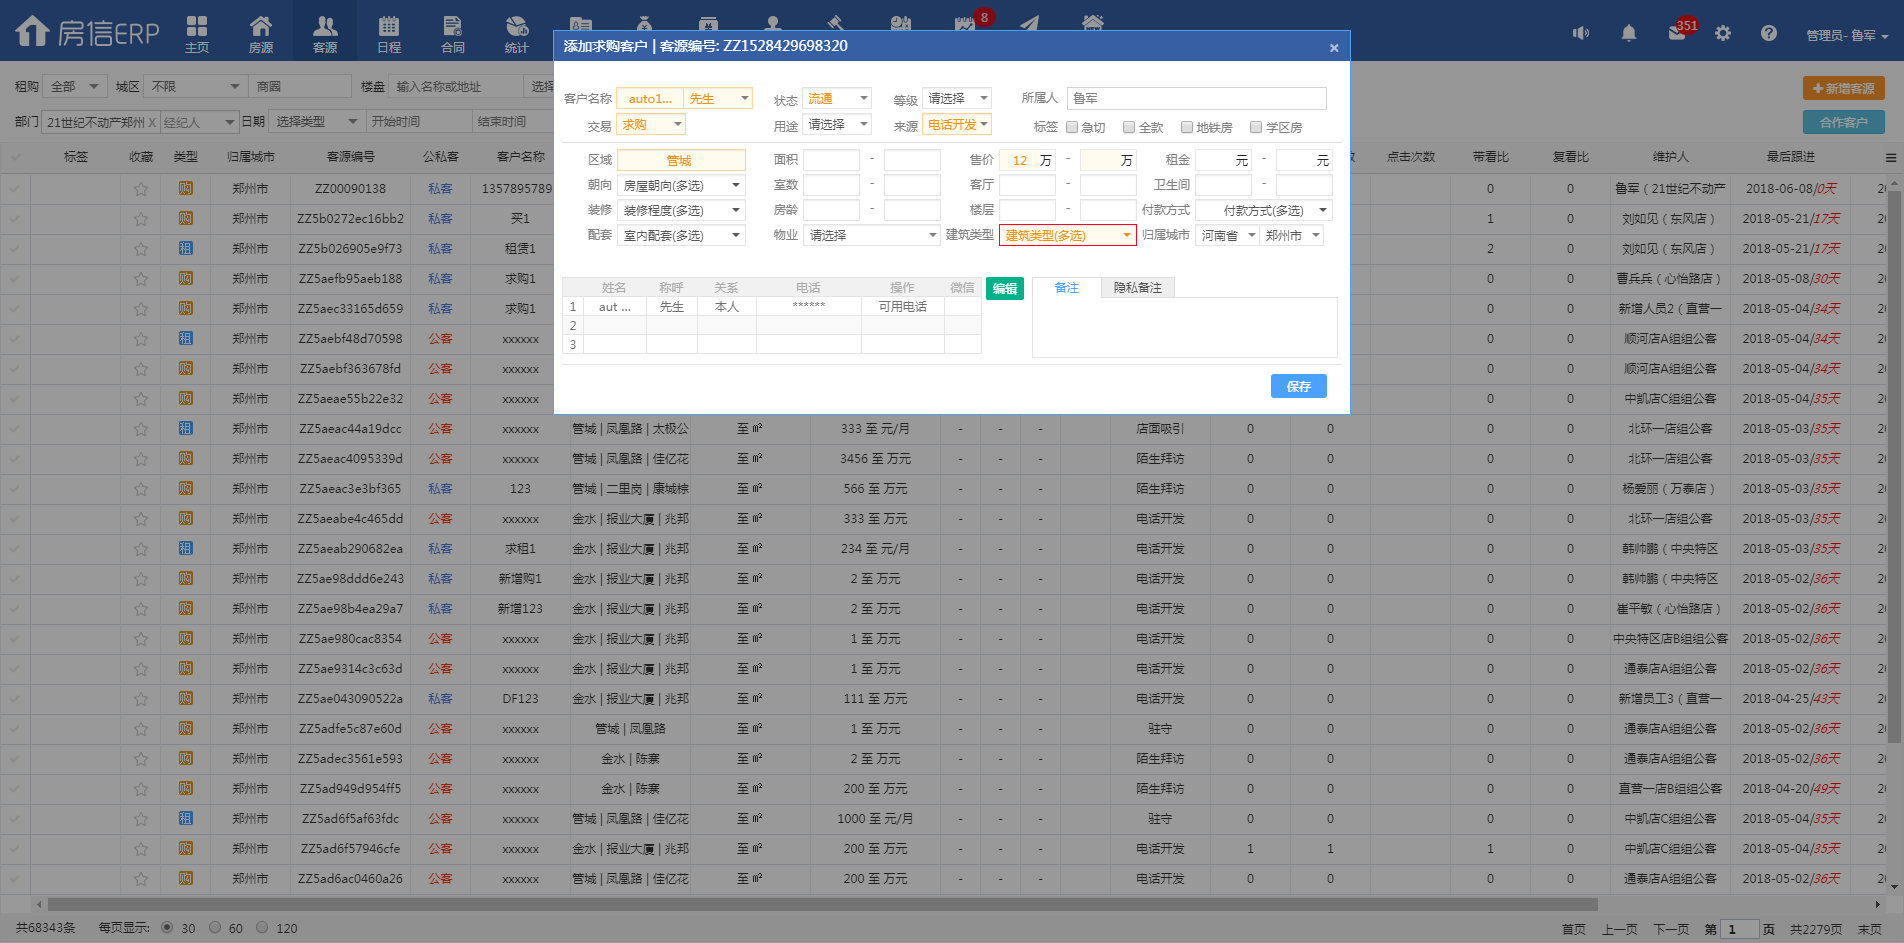 房信ERP 主页 房源 客源 日程 合同 统计 8 351 管理员- 鲁军
添加求购客户 | 客源编号: ZZ1528429698320 ×
租购 全部 城区 不限 商圈 楼盘 输入名称或地址 选择
新增客源
部门 21世纪不动产郑州 X 经纪人 日期 选择类型 开始时间 结束时间
合作客户
客户名称 auto1... 先生 状态 流通 等级 请选择 所属人 鲁军
交易 求购 用途 请选择 来源 电话开发 标签 急切 全款 地铁房 学区房
区域 管城 面积 - 售价 12 万 - 万 租金 元 - 元
朝向 房屋朝向(多选) 室数 - 客厅 - 卫生间 -
装修 装修程度(多选) 房龄 - 楼层 - 付款方式 付款方式(多选)
配套 室内配套(多选) 物业 请选择 建筑类型 建筑类型(多选) 归属城市 河南省 郑州市
姓名 称呼 关系 电话 操作 微信 编辑 备注 隐私备注
1 aut ... 先生 本人 ****** 可用电话
2
3
保存
标签 收藏 类型 归属城市 客源编号 公私客 客户名称 点击次数 带看比 复看比 维护人 最后跟进
购 郑州市 ZZ00090138 私客 1357895789 0 0 鲁军（21世纪不动产 2018-06-08/0天
购 郑州市 ZZ5b0272ec16bb2 私客 买1 1 0 刘如见（东风店） 2018-05-21/17天
租 郑州市 ZZ5b026905e9f73 私客 租赁1 2 0 刘如见（东风店） 2018-05-21/17天
购 郑州市 ZZ5aefb95aeb188 私客 求购1 0 0 曹兵兵（心怡路店） 2018-05-08/30天
购 郑州市 ZZ5aec33165d659 私客 求购1 0 0 新增人员2（直营一 2018-05-04/34天
租 郑州市 ZZ5aebf48d70598 公客 xxxxxx 0 0 顺河店A组组公客 2018-05-04/34天
购 郑州市 ZZ5aebf363678fd 公客 xxxxxx 0 0 顺河店A组组公客 2018-05-04/34天
购 郑州市 ZZ5aeae55b22e32 公客 xxxxxx 0 0 中凯店C组组公客 2018-05-04/35天
租 郑州市 ZZ5aeac44a19dcc 公客 xxxxxx 管城 | 凤凰路 | 太极公 至 ㎡ 333 至 元/月 - - - 店面吸引 0 0 0 0 北环一店组公客 2018-05-03/35天
购 郑州市 ZZ5aeac4095339d 公客 xxxxxx 管城 | 凤凰路 | 佳亿花 至 ㎡ 3456 至 万元 - - - 陌生拜访 0 0 0 0 北环一店组公客 2018-05-03/35天
购 郑州市 ZZ5aeac3e3bf365 私客 123 管城 | 二里岗 | 康城棕 至 ㎡ 566 至 万元 - - - 陌生拜访 0 0 0 0 杨爱丽（万泰店） 2018-05-03/35天
购 郑州市 ZZ5aeabe4c465dd 公客 xxxxxx 金水 | 报业大厦 | 兆邦 至 ㎡ 333 至 万元 - - - 电话开发 0 0 0 0 北环一店组公客 2018-05-03/35天
租 郑州市 ZZ5aeab290682ea 私客 求租1 金水 | 报业大厦 | 兆邦 至 ㎡ 234 至 元/月 - - - 电话开发 0 0 0 0 韩帅鹏（中央特区 2018-05-03/35天
购 郑州市 ZZ5ae98ddd6e243 私客 新增购1 金水 | 报业大厦 | 兆邦 至 ㎡ 2 至 万元 - - - 电话开发 0 0 0 0 韩帅鹏（中央特区 2018-05-02/36天
购 郑州市 ZZ5ae98b4ea29a7 私客 新增123 金水 | 报业大厦 | 兆邦 至 ㎡ 2 至 万元 - - - 电话开发 0 0 0 0 崔平敏（心怡路店） 2018-05-02/36天
购 郑州市 ZZ5ae980cac8354 公客 xxxxxx 金水 | 报业大厦 | 兆邦 至 ㎡ 1 至 万元 - - - 电话开发 0 0 0 0 中央特区店B组组公客 2018-05-02/36天
购 郑州市 ZZ5ae9314c3c63d 公客 xxxxxx 金水 | 报业大厦 | 兆邦 至 ㎡ 1 至 万元 - - - 电话开发 0 0 0 0 通泰店A组组公客 2018-05-02/36天
购 郑州市 ZZ5ae043090522a 私客 DF123 金水 | 报业大厦 | 兆邦 至 ㎡ 111 至 万元 - - - 电话开发 0 0 0 0 新增员工3（直营一 2018-04-25/43天
购 郑州市 ZZ5adfe5c87e60d 公客 xxxxxx 管城 | 凤凰路 至 ㎡ 1 至 万元 - - - 驻守 0 0 0 0 通泰店A组组公客 2018-05-02/36天
购 郑州市 ZZ5adec3561e593 公客 xxxxxx 金水 | 陈寨 至 ㎡ 2 至 万元 - - - 陌生拜访 0 0 0 0 通泰店A组组公客 2018-05-02/36天
购 郑州市 ZZ5ad949d954ff5 公客 xxxxxx 金水 | 陈寨 至 ㎡ 200 至 万元 - - - 陌生拜访 0 0 0 0 直营一店B组组公客 2018-04-20/49天
租 郑州市 ZZ5ad6f5af63fdc 公客 xxxxxx 管城 | 凤凰路 | 佳亿花 至 ㎡ 1000 至 元/月 - - - 驻守 0 0 0 0 中凯店C组组公客 2018-05-04/35天
购 郑州市 ZZ5ad6f57946cfe 公客 xxxxxx 金水 | 报业大厦 | 兆邦 至 ㎡ 200 至 万元 - - - 电话开发 1 1 1 0 中凯店C组组公客 2018-05-04/35天
购 郑州市 ZZ5ad6ac0460a26 公客 xxxxxx 管城 | 凤凰路 | 佳亿花 至 ㎡ 200 至 万元 - - - 电话开发 0 0 0 0 通泰店A组组公客 2018-05-02/36天
共68343条 每页显示: 30 60 120 首页 上一页 下一页 第 1 页 共2279页 末页